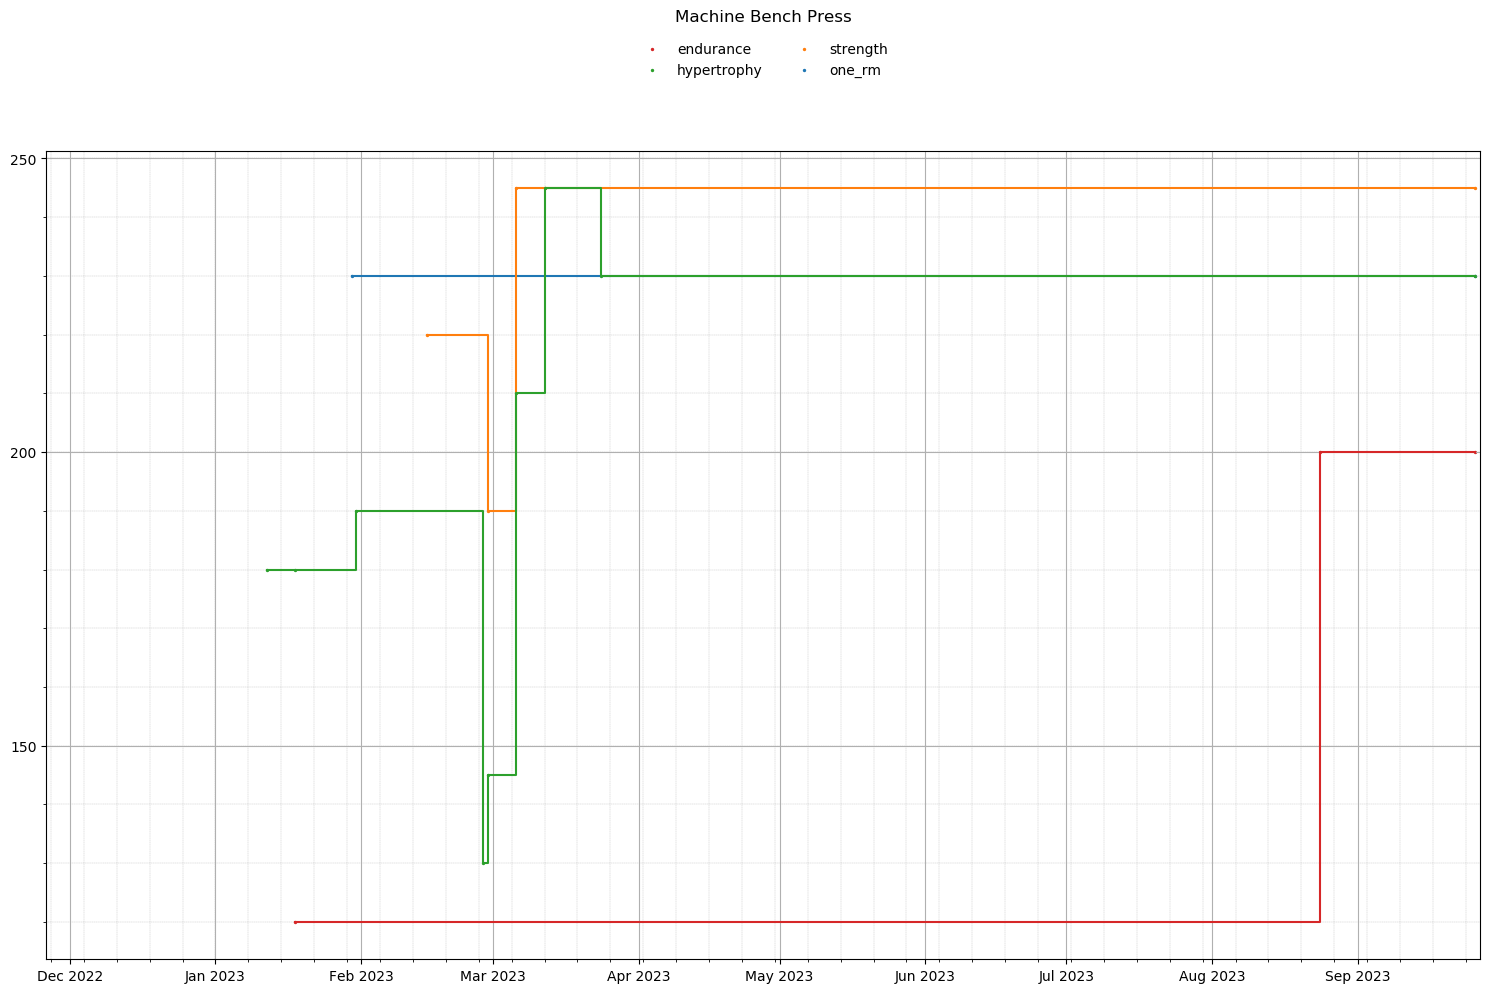 Machine Bench Press
endurance strength
hypertrophy one_rm
250
200
150
Dec 2022 Jan 2023 Feb 2023 Mar 2023 Apr 2023 May 2023 Jun 2023 Jul 2023 Aug 2023 Sep 2023